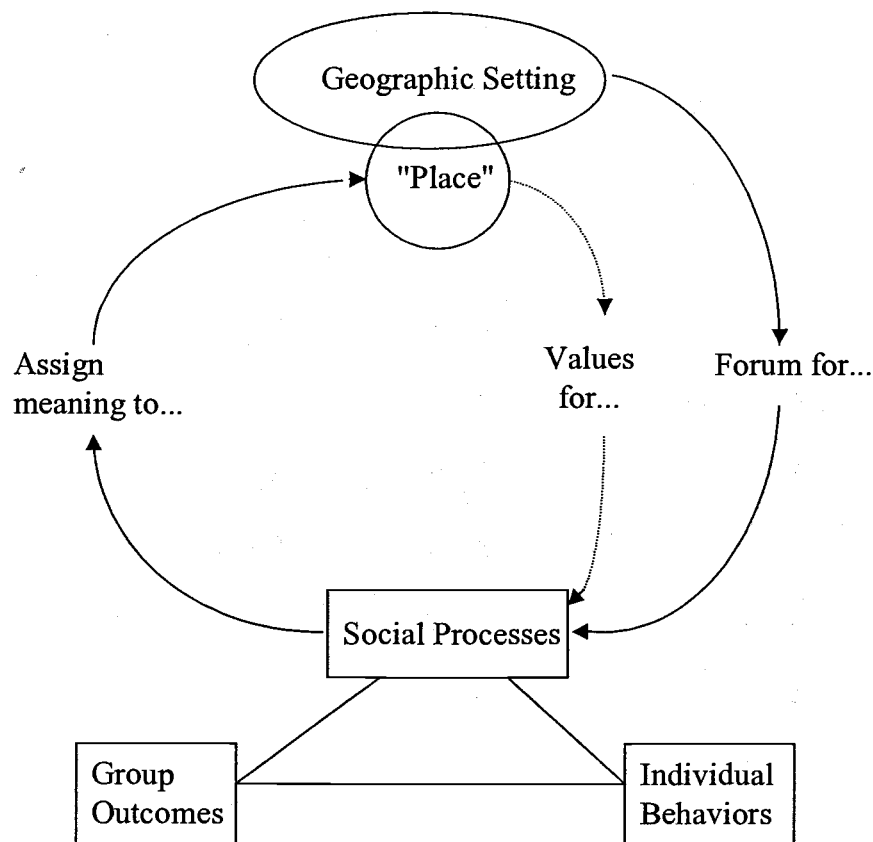 Geographic Setting
"Place"
Assign
meaning to...
Values
for...
Forum for...
Social Processes
Group
Outcomes
Individual
Behaviors